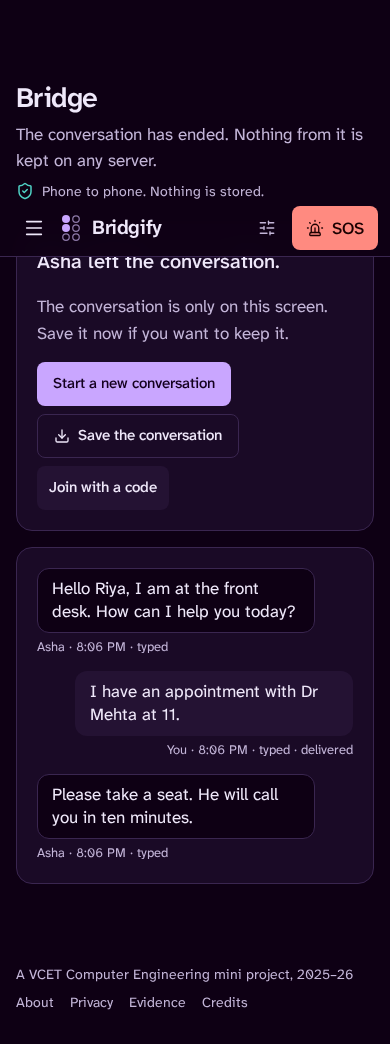 Bridge
The conversation has ended. Nothing from it is
kept on any server.
Phone to phone. Nothing is stored.
Bridgify
SOS
Asha left the conversation.
The conversation is only on this screen.
Save it now if you want to keep it.
Start a new conversation
Save the conversation
Join with a code
Hello Riya, I am at the front
desk. How can I help you today?
Asha · 8:06 PM · typed
I have an appointment with Dr
Mehta at 11.
You · 8:06 PM · typed · delivered
Please take a seat. He will call
you in ten minutes.
Asha · 8:06 PM · typed
A VCET Computer Engineering mini project, 2025–26
About Privacy Evidence Credits